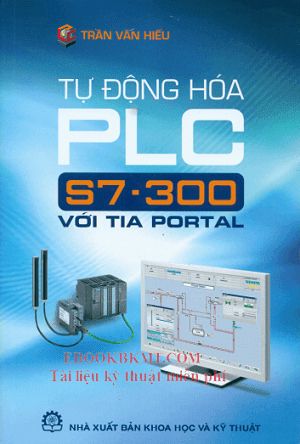 TRẦN VĂN HIẾU
TỰ ĐỘNG HÓA
PLC
S7-300
VỚI TIA PORTAL
EBOOKBKMT.COM
Tài liệu kỹ thuật miễn phí
NHÀ XUẤT BẢN KHOA HỌC VÀ KỸ THUẬT